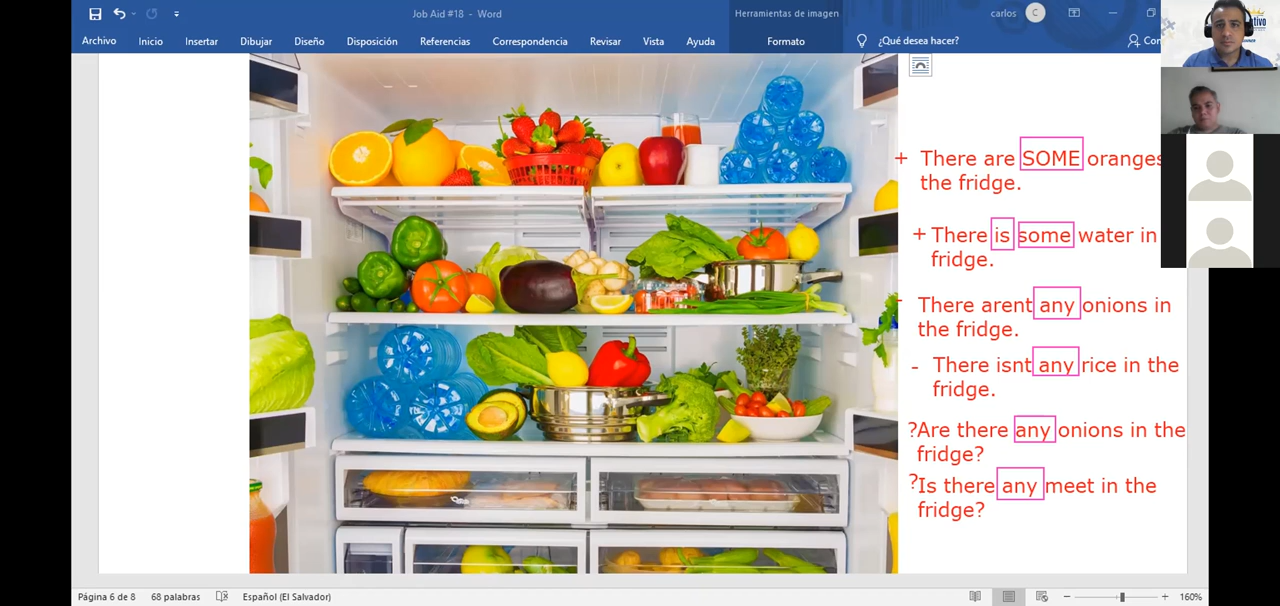 Job Aid #18 - Word
Herramientas de imagen
carlos
C
Archivo
Inicio
Insertar
Dibujar
Diseño
Disposición
Referencias
Correspondencia
Revisar
Vista
Ayuda
Formato
¿Qué desea hacer?
+ There are SOME oranges
the fridge.
+ There is some water in
fridge.
- There arent any onions in
the fridge.
- There isnt any rice in the
fridge.
?Are there any onions in the
fridge?
?Is there any meet in the
fridge?
Página 6 de 8
68 palabras
Español (El Salvador)
160%